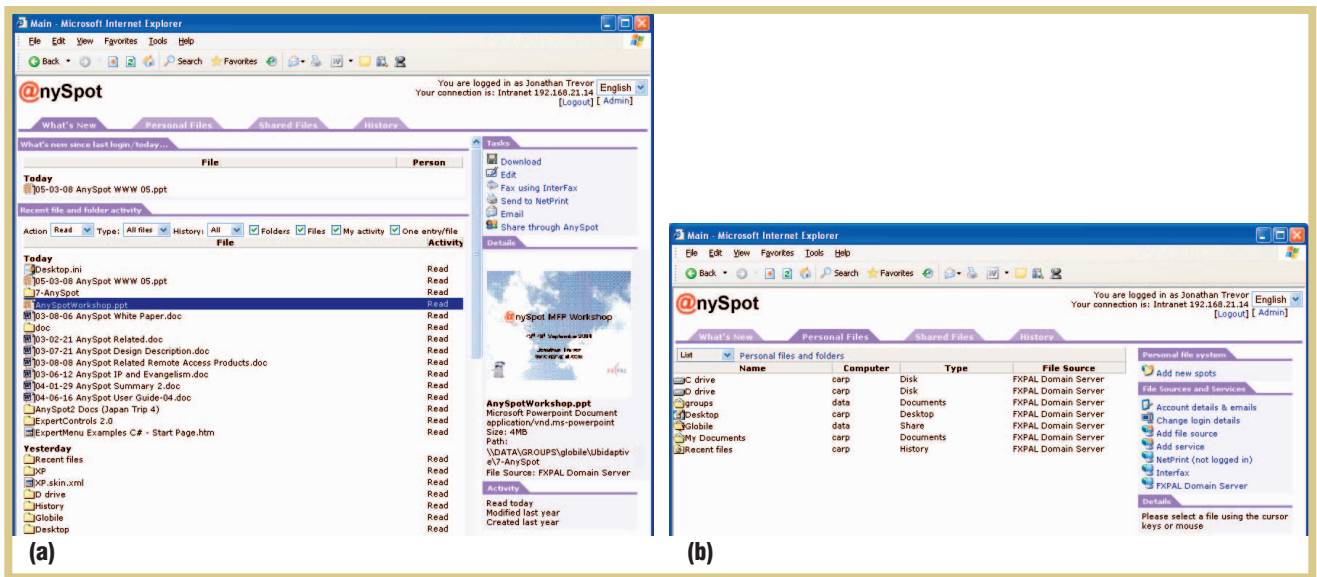 Main - Microsoft Internet Explorer
File Edit View Favorites Tools Help
Back Search Favorites
@nySpot
You are logged in as Jonathan Trevor
Your connection is: Intranet 192.168.21.14
English
[Logout] [ Admin]
What's New Personal Files Shared Files History
What's new since last login/today...
File Person
Today
05-03-08 AnySpot WWW 05.ppt
Recent file and folder activity
Action Read Type: All files History: All Folders Files My activity One entry/file
File Activity
Today
Desktop.ini Read
05-03-08 AnySpot WWW 05.ppt Read
7-AnySpot Read
AnySpotWorkshop.ppt Read
03-08-06 AnySpot White Paper.doc Read
doc Read
03-02-21 AnySpot Related.doc Read
03-07-21 AnySpot Design Description.doc Read
03-08-08 AnySpot Related Remote Access Products.doc Read
03-06-12 AnySpot IP and Evangelism.doc Read
04-01-29 AnySpot Summary 2.doc Read
04-06-16 AnySpot User Guide-04.doc Read
AnySpot2 Docs (Japan Trip 4) Read
ExpertControls 2.0 Read
ExpertMenu Examples C# - Start Page.htm Read
Yesterday
Recent files Read
XP Read
XP.skin.xml Read
D drive Read
History Read
Globile Read
Desktop Read
Tasks
Download
Edit
Fax using InterFax
Send to NetPrint
Email
Share through AnySpot
Details
@nySpot MFP Workshop
September 2004
Jonathan Trevor
AnySpotWorkshop.ppt
Microsoft Powerpoint Document
application/vnd.ms-powerpoint
Size: 4MB
Path:
\\DATA\GROUPS\globile\Ubidaptiv
e\7-AnySpot
File Source: FXPAL Domain Server
Activity
Read today
Modified last year
Created last year
(a)
Main - Microsoft Internet Explorer
File Edit View Favorites Tools Help
Back Search Favorites
@nySpot
You are logged in as Jonathan Trevor
Your connection is: Intranet 192.168.21.14
English
[Logout] [ Admin]
What's New Personal Files Shared Files History
List Personal files and folders
Name Computer Type File Source
C drive carp Disk FXPAL Domain Server
D drive carp Disk FXPAL Domain Server
groups data Documents FXPAL Domain Server
Desktop carp Desktop FXPAL Domain Server
Globile data Share FXPAL Domain Server
My Documents carp Documents FXPAL Domain Server
Recent files carp History FXPAL Domain Server
Personal file system
Add new spots
File Sources and Services
Account details & emails
Change login details
Add file source
Add service
NetPrint (not logged in)
Interfax
FXPAL Domain Server
Details
Please select a file using the cursor
keys or mouse
(b)